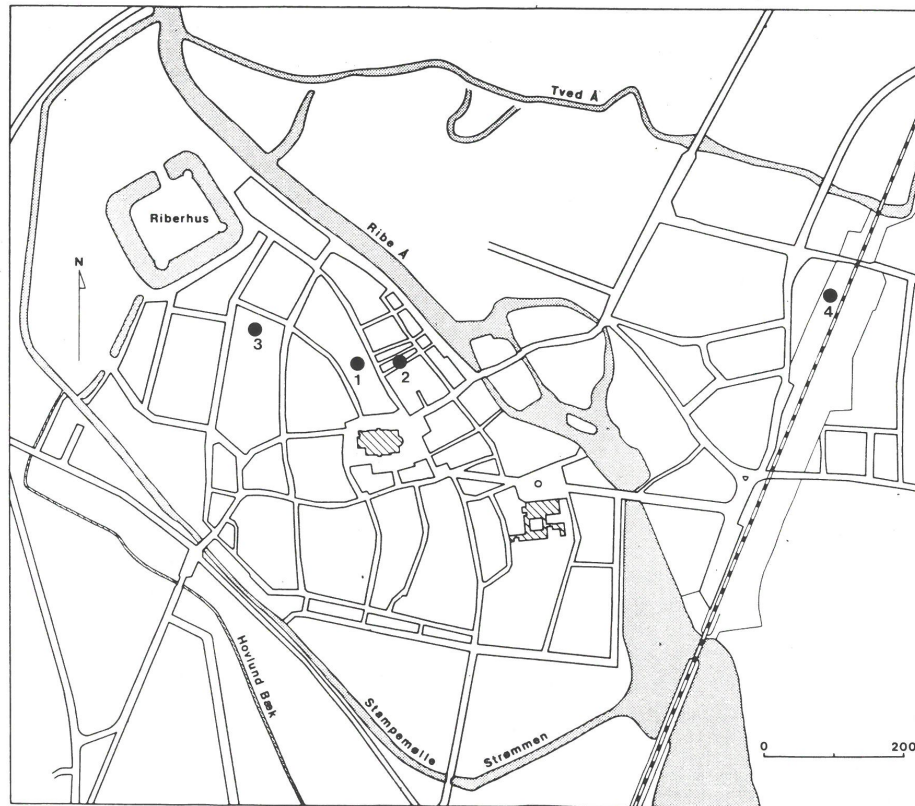 Tved Å
Riberhus
Ribe Å
N
4
3
1
2
Hovlund Bæk
Stampemølle
Strømmen
0
200